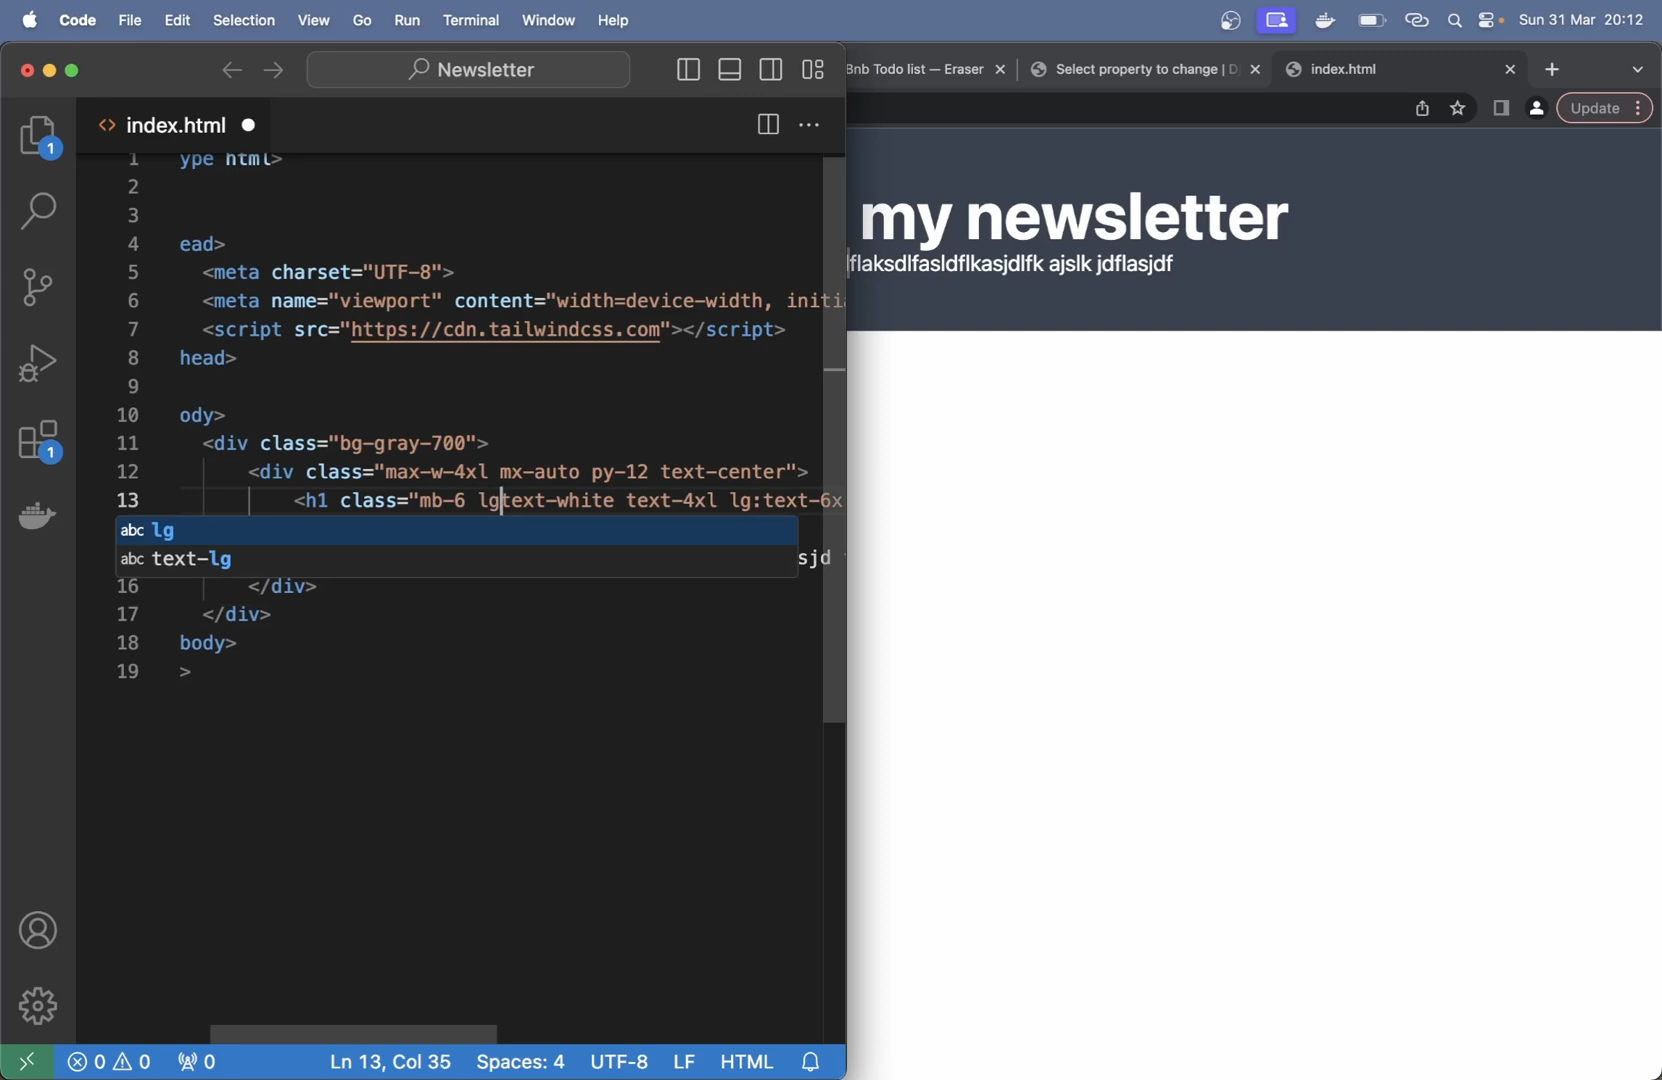 Code File Edit Selection View Go Run Terminal Window Help Sun 31 Mar 20:12
Newsletter
Bnb Todo list — Eraser Select property to change | D index.html
Update
index.html
1 ype html>
2
3
4 ead>
5 <meta charset="UTF-8">
6 <meta name="viewport" content="width=device-width, initia
7 <script src="https://cdn.tailwindcss.com"></script>
8 head>
9
10 ody>
11 <div class="bg-gray-700">
12 <div class="max-w-4xl mx-auto py-12 text-center">
13 <h1 class="mb-6 lgtext-white text-4xl lg:text-6x
abc lg
abc text-lg
sjd
16 </div>
17 </div>
18 body>
19 >
1
1
my newsletter
flaksdlfasldflkasjdlfk ajslk jdflasjdf
0 0 0 Ln 13, Col 35 Spaces: 4 UTF-8 LF HTML